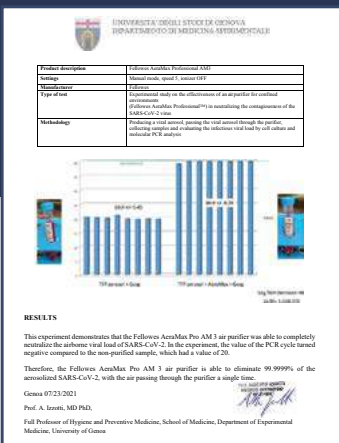 UNIVERSITA' DEGLI STUDI DI GENOVA
DIPARTIMENTO DI MEDICINA SPERIMENTALE
Product description Fellowes AeraMax Professional AM3
Settings Manual mode, speed 5, ionizer OFF
Manufacturer Fellowes
Type of test Experimental study on the effectiveness of an air purifier for confined
environments
(Fellowes AeraMax Professional™) in neutralizing the contagiousness of the
SARS-CoV-2 virus
Methodology Producing a viral aerosol, passing the viral aerosol through the purifier,
collecting samples and evaluating the infectious viral load by cell culture and
molecular PCR analysis
RESULTS
This experiment demonstrates that the Fellowes AeraMax Pro AM 3 air purifier was able to completely
neutralize the airborne viral load of SARS-CoV-2. In the experiment, the value of the PCR cycle turned
negative compared to the non-purified sample, which had a value of 20.
Therefore, the Fellowes AeraMax Pro AM 3 air purifier is able to eliminate 99.9999% of the
aerosolized SARS-CoV-2, with the air passing through the purifier a single time.
Genoa 07/23/2021
Prof. A. Izzotti, MD PhD,
Full Professor of Hygiene and Preventive Medicine, School of Medicine, Department of Experimental
Medicine, University of Genoa